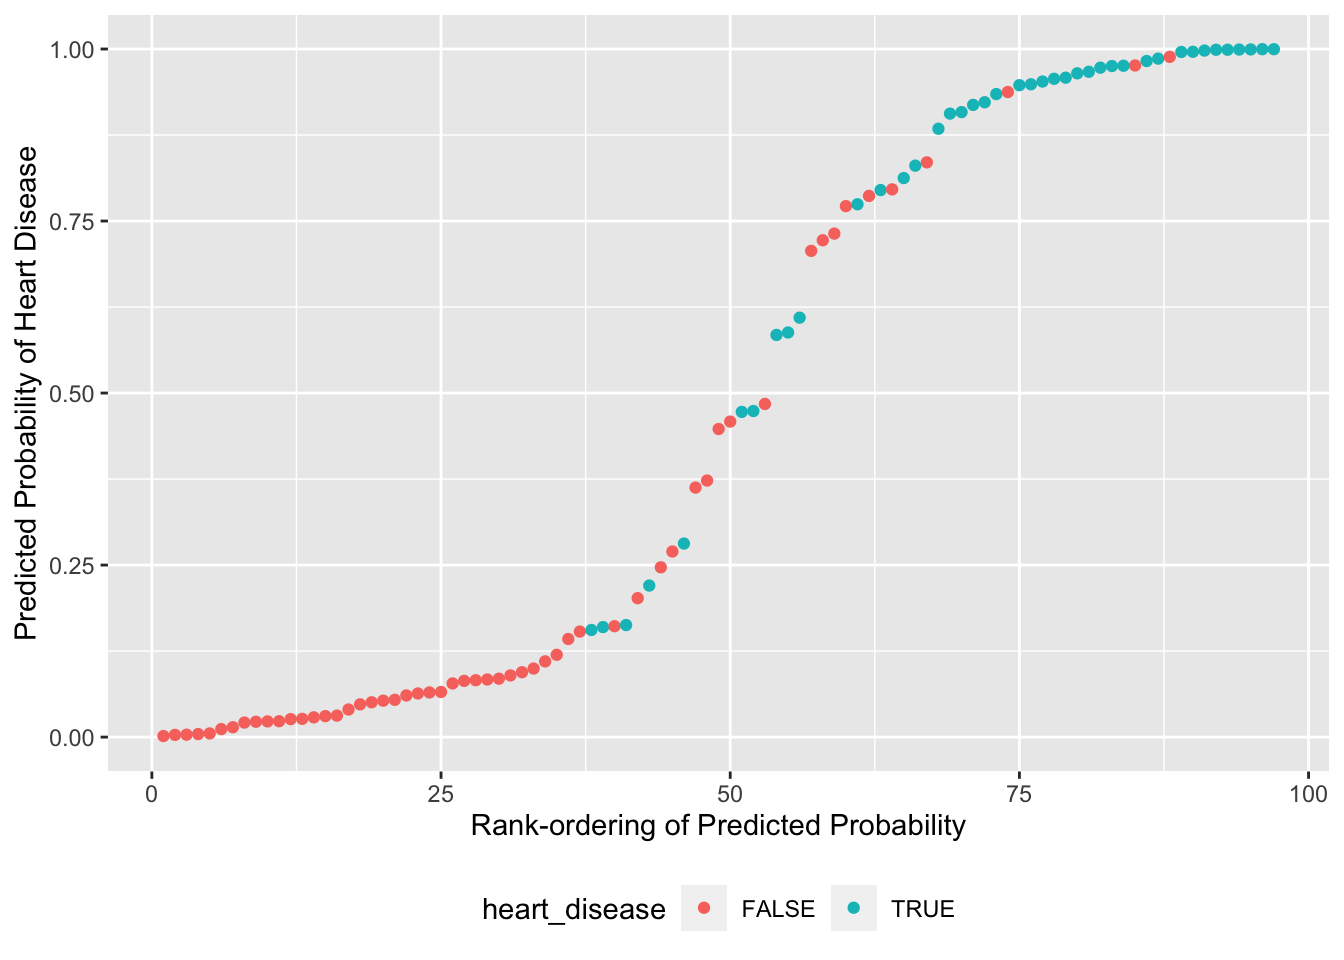 1.00
0.75
0.50
0.25
0.00
Predicted Probability of Heart Disease
0 25 50 75 100
Rank-ordering of Predicted Probability
heart_disease FALSE TRUE